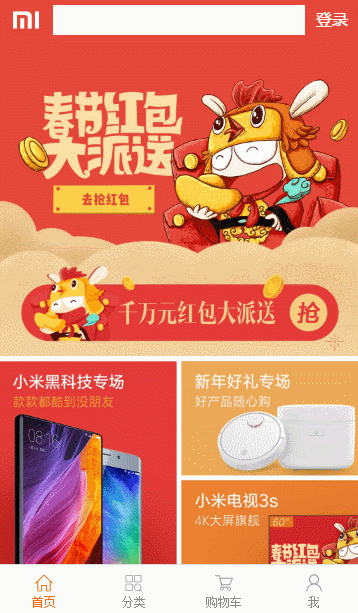 MI
登录
春节红包
大派送
去抢红包
千万元红包大派送
抢
小米黑科技专场
款款都酷到没朋友
08:16
新年好礼专场
好产品随心购
小米电视3s
4K大屏旗舰
60"
首页
分类
购物车
我